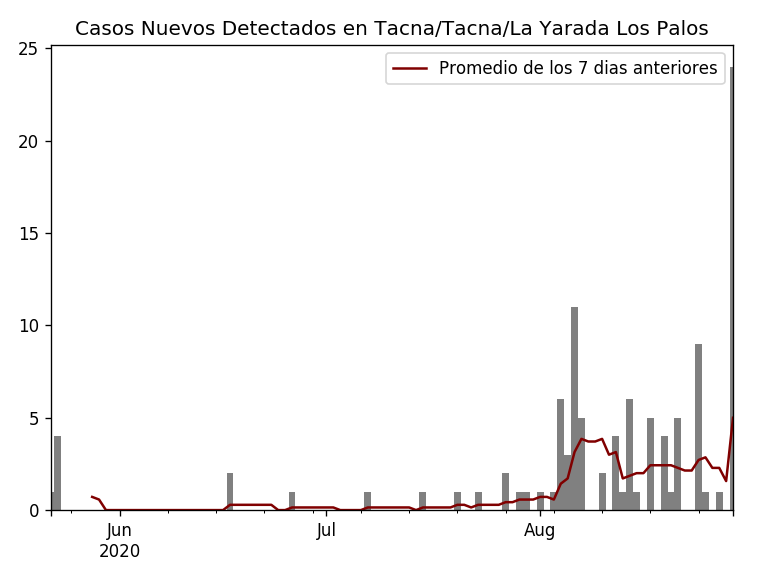 Casos Nuevos Detectados en Tacna/Tacna/La Yarada Los Palos
Promedio de los 7 dias anteriores
25
20
15
10
5
0
Jun
2020
Jul
Aug